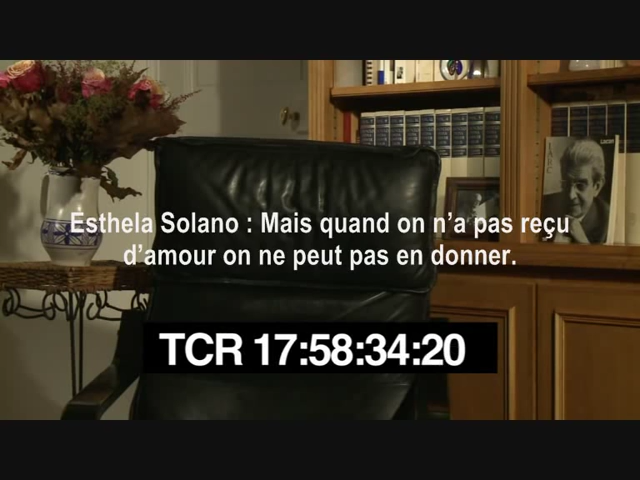 LACAN
Esthela Solano : Mais quand on n’a pas reçu
d’amour on ne peut pas en donner.
TCR 17:58:34:20